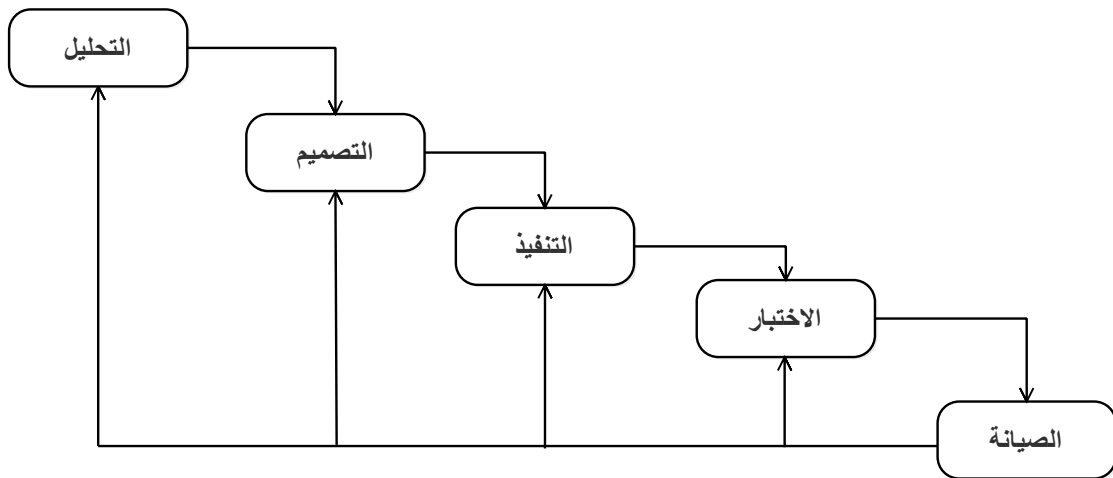 التحليل
التصميم
التنفيذ
الاختبار
الصيانة